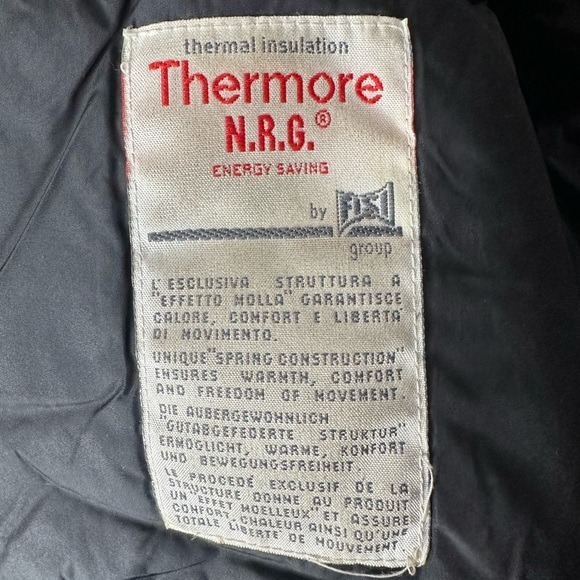 thermal insulation
Thermore
N.R.G.®
ENERGY SAVING
by FISI
group
L'ESCLUSIVA STRUTTURA A
"EFFETTO MOLLA" GARANTISCE
CALORE, COMFORT E LIBERTA
DI MOVIMENTO.
UNIQUE "SPRING CONSTRUCTION"
ENSURES WARMTH, COMFORT
AND FREEDOM OF MOVEMENT.
DIE AUBERGEWOHNLICH
"GUTABGEFEDERTE STRUKTUR"
ERMOGLICHT, WARME, KONFORT
UND BEWEGUNGSFREIHEIT.
LE PROCEDÉ EXCLUSIF DE LA
STRUCTURE DONNE AU PRODUIT
UN "EFFET MOELLEUX" ET ASSURE
CONFORT CHALEUR AINSI QU'UNE
TOTALE LIBERTÉ DE MOUVEMENT.